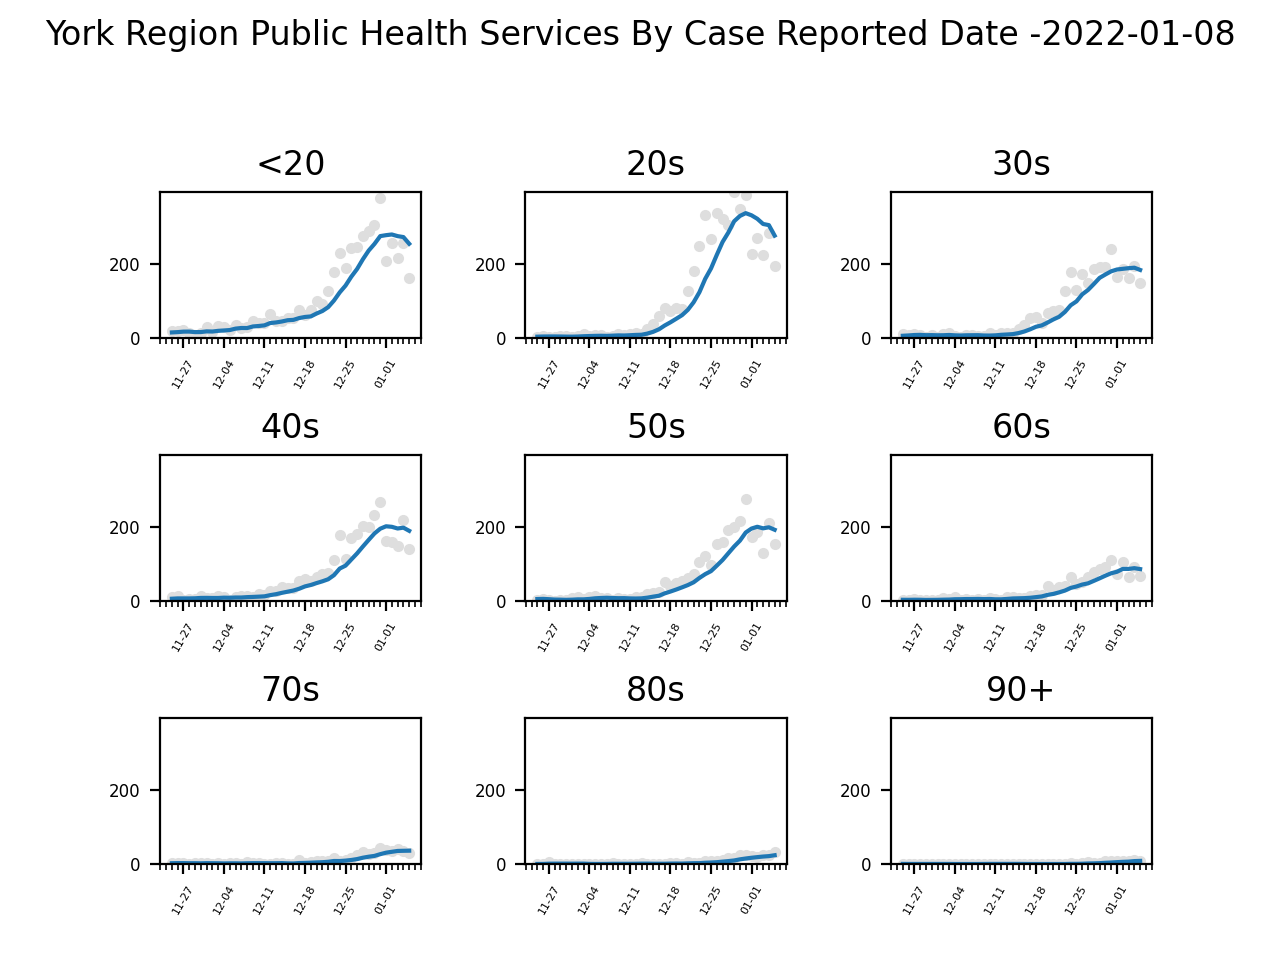 York Region Public Health Services By Case Reported Date -2022-01-08
<20 20s 30s
200 200 200
0 0 0
11-27 12-04 12-11 12-18 12-25 01-01 11-27 12-04 12-11 12-18 12-25 01-01 11-27 12-04 12-11 12-18 12-25 01-01
40s 50s 60s
200 200 200
0 0 0
11-27 12-04 12-11 12-18 12-25 01-01 11-27 12-04 12-11 12-18 12-25 01-01 11-27 12-04 12-11 12-18 12-25 01-01
70s 80s 90+
200 200 200
0 0 0
11-27 12-04 12-11 12-18 12-25 01-01 11-27 12-04 12-11 12-18 12-25 01-01 11-27 12-04 12-11 12-18 12-25 01-01